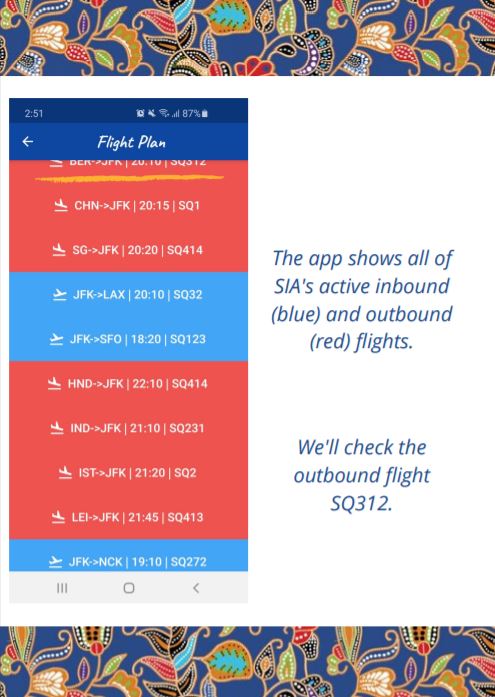 2:51 87%
Flight Plan
BER->JFK | 20:10 | SQ312
CHN->JFK | 20:15 | SQ1
SG->JFK | 20:20 | SQ414
JFK->LAX | 20:10 | SQ32
JFK->SFO | 18:20 | SQ123
HND->JFK | 22:10 | SQ414
IND->JFK | 21:10 | SQ231
IST->JFK | 21:20 | SQ2
LEI->JFK | 21:45 | SQ413
JFK->NCK | 19:10 | SQ272
The app shows all of
SIA's active inbound
(blue) and outbound
(red) flights.
We'll check the
outbound flight
SQ312.